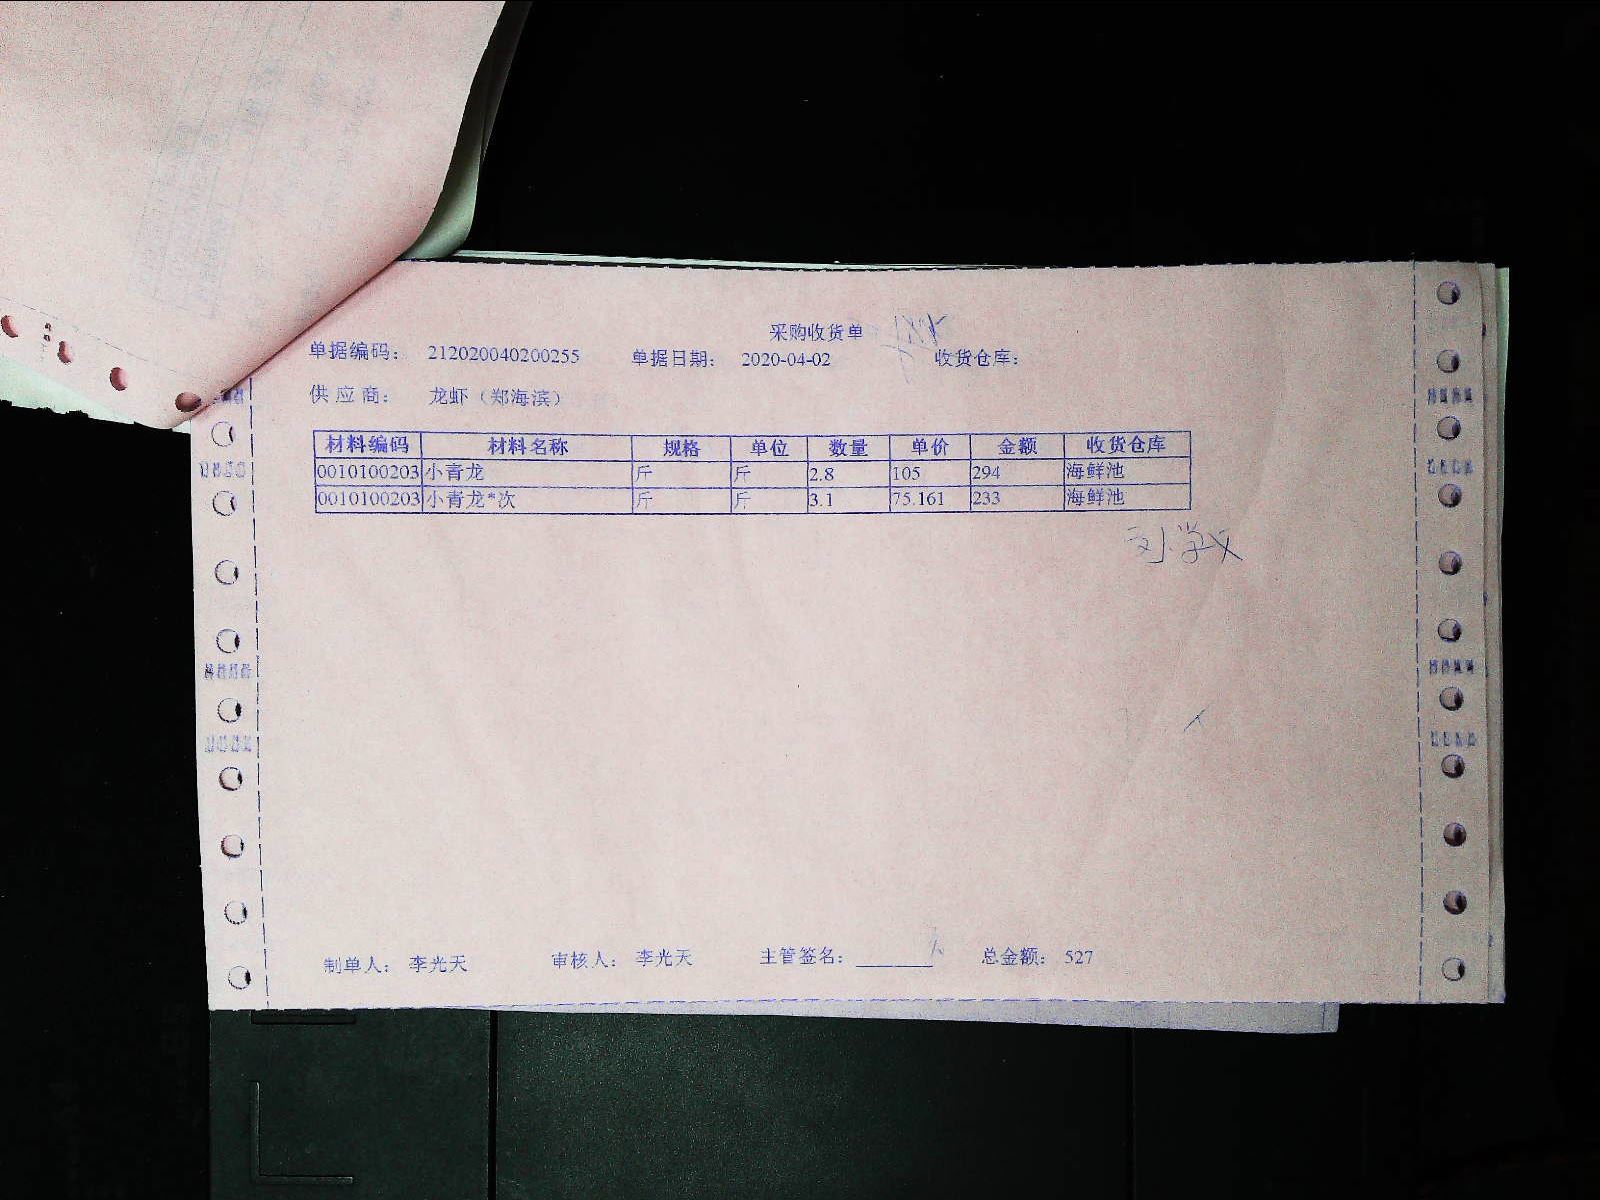 采购收货单
单据编码： 212020040200255 单据日期： 2020-04-02 收货仓库：
供应商： 龙虾（郑海滨）
材料编码 材料名称 规格 单位 数量 单价 金额 收货仓库
0010100203 小青龙 斤 斤 2.8 105 294 海鲜池
0010100203 小青龙*次 斤 斤 3.1 75.161 233 海鲜池
制单人： 李光天 审核人： 李光天 主管签名： 总金额： 527